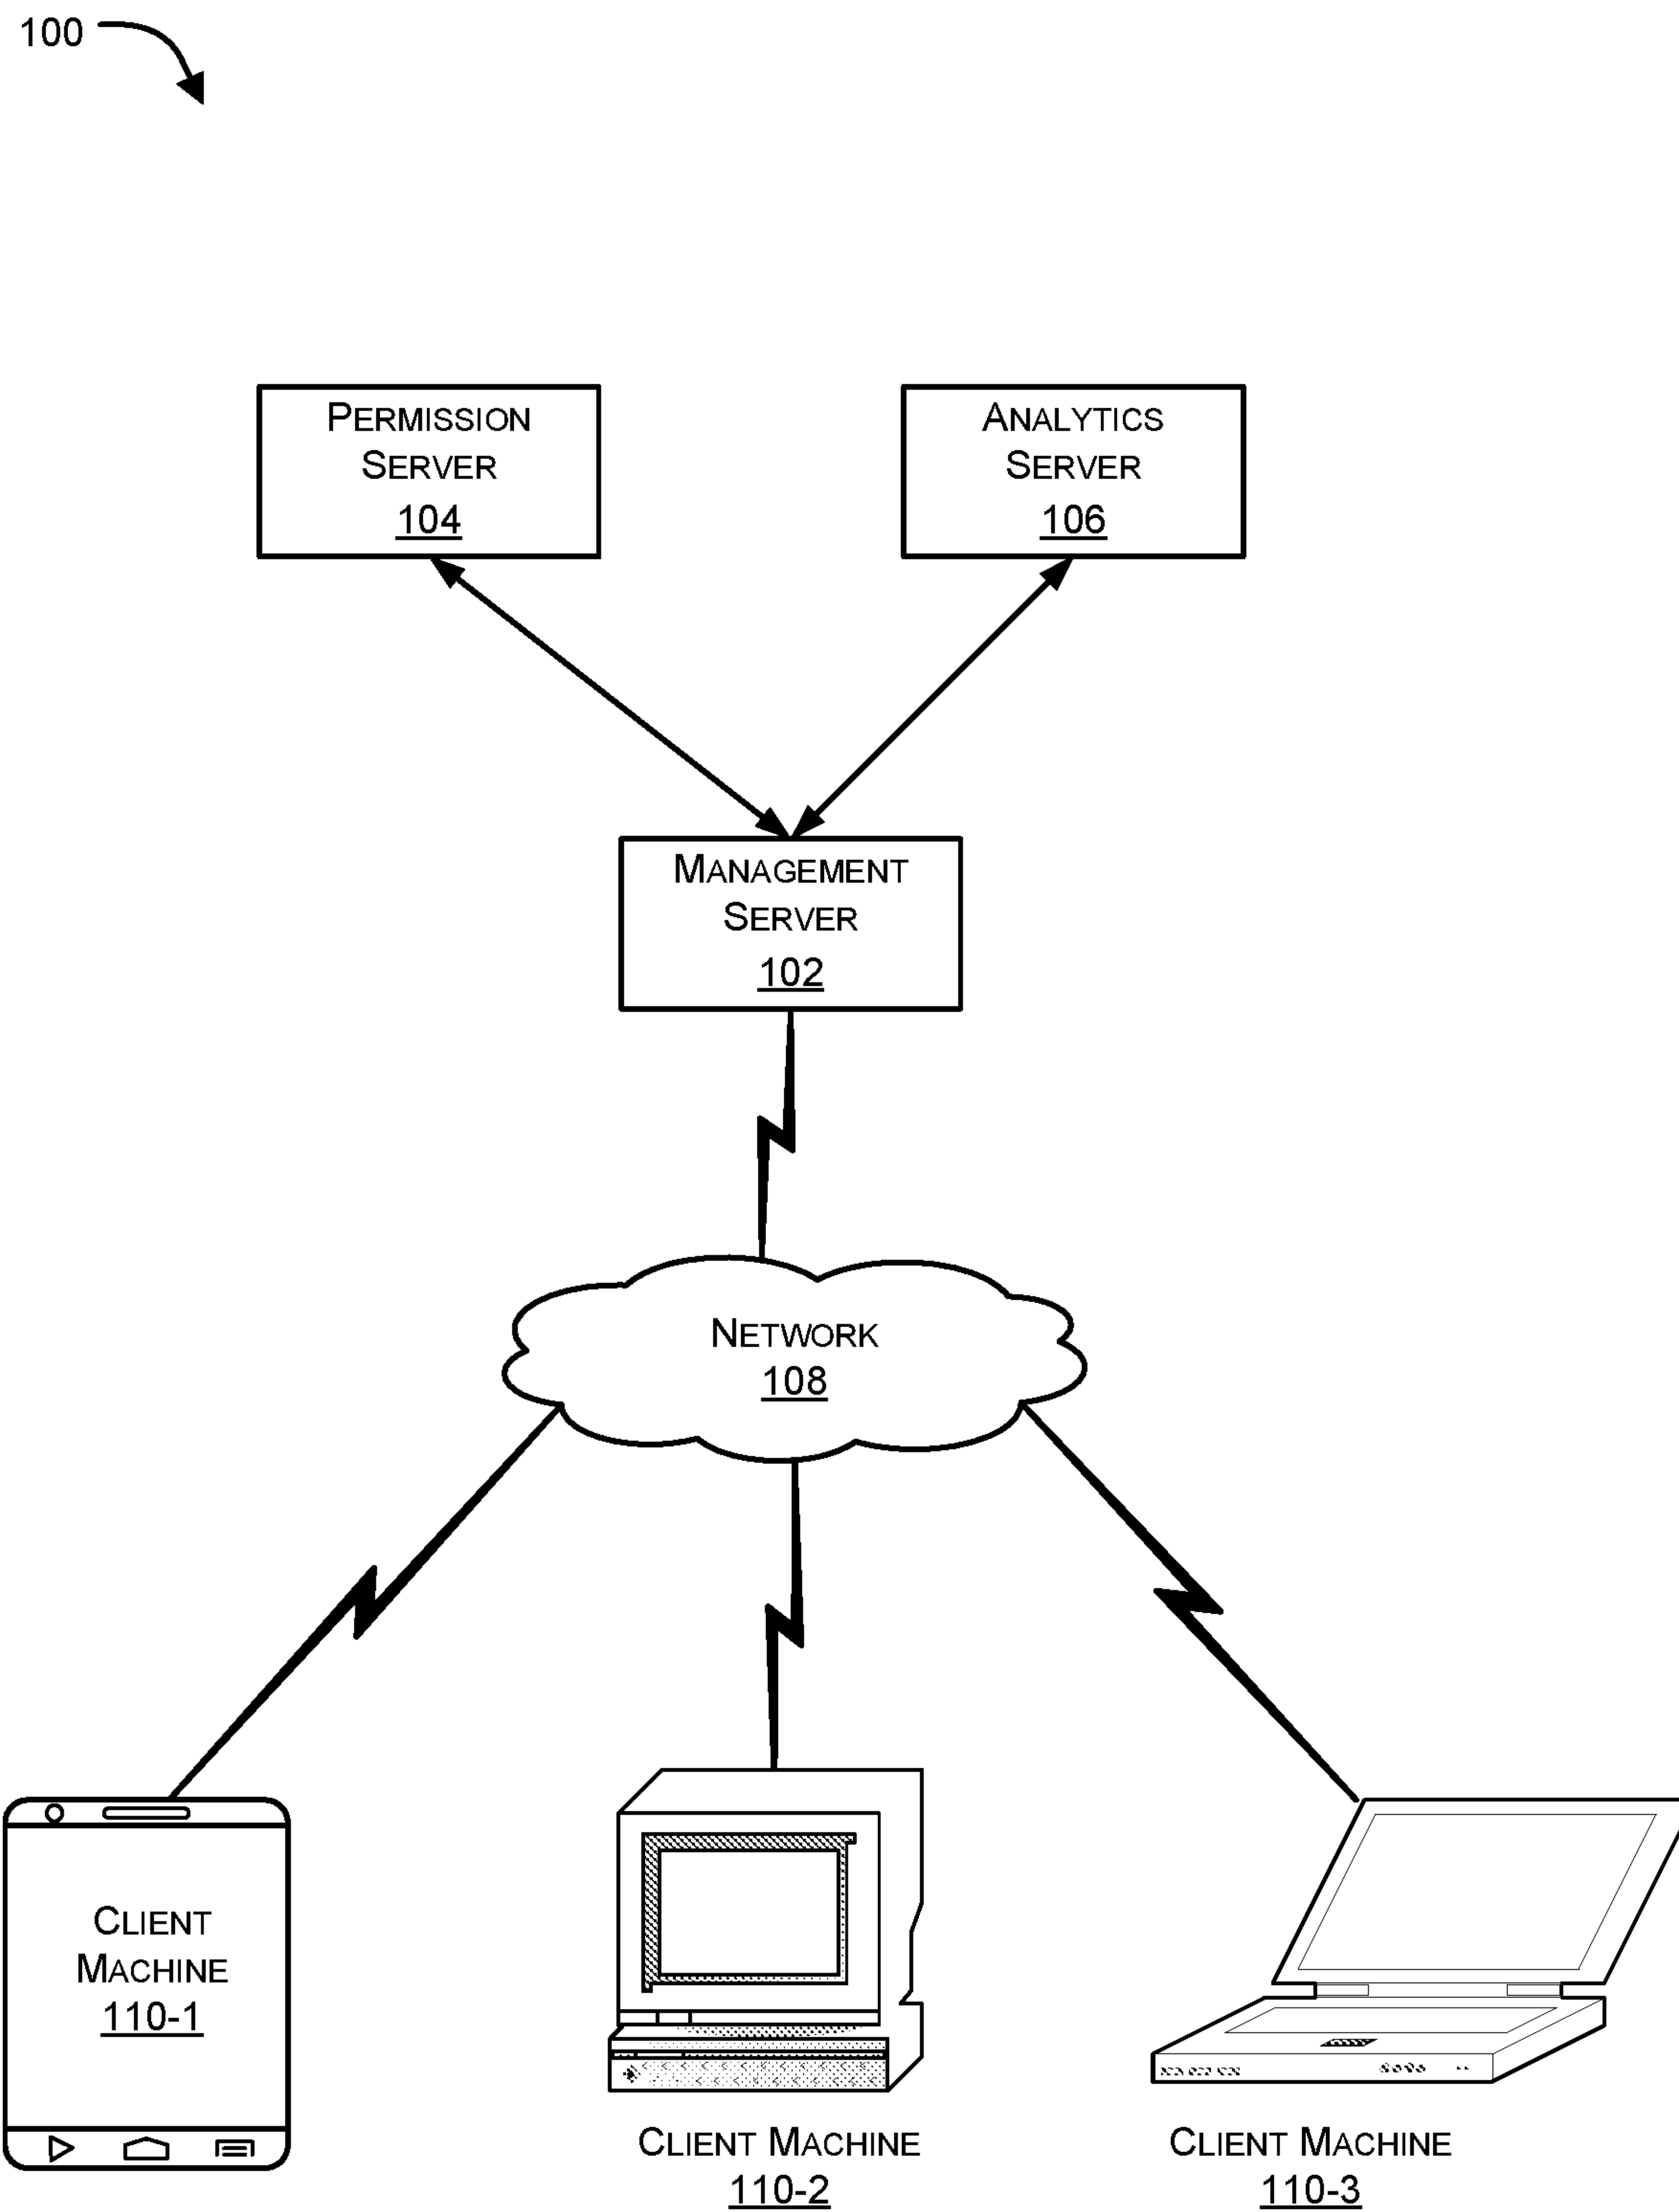 100
PERMISSION
SERVER
104
ANALYTICS
SERVER
106
MANAGEMENT
SERVER
102
NETWORK
108
CLIENT
MACHINE
110-1
CLIENT MACHINE
110-2
CLIENT MACHINE
110-3